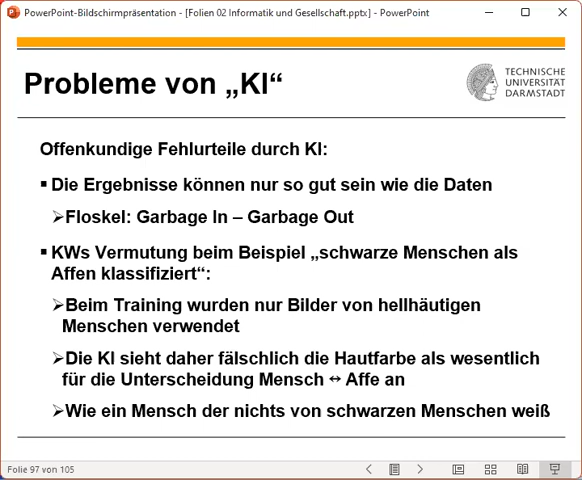 PowerPoint-Bildschirmpräsentation - [Folien 02 Informatik und Gesellschaft.pptx] - PowerPoint
Probleme von „KI“
TECHNISCHE
UNIVERSITÄT
DARMSTADT
Offenkundige Fehlurteile durch KI:
▪ Die Ergebnisse können nur so gut sein wie die Daten
➢Floskel: Garbage In – Garbage Out
▪ KWs Vermutung beim Beispiel „schwarze Menschen als
Affen klassifiziert“:
➢Beim Training wurden nur Bilder von hellhäutigen
Menschen verwendet
➢Die KI sieht daher fälschlich die Hautfarbe als wesentlich
für die Unterscheidung Mensch ↔ Affe an
➢Wie ein Mensch der nichts von schwarzen Menschen weiß
Folie 97 von 105